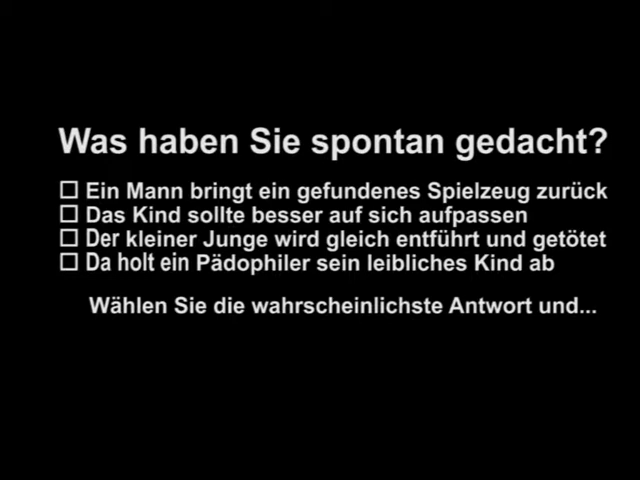 Was haben Sie spontan gedacht?
☐ Ein Mann bringt ein gefundenes Spielzeug zurück
☐ Das Kind sollte besser auf sich aufpassen
☐ Der kleiner Junge wird gleich entführt und getötet
☐ Da holt ein Pädophiler sein leibliches Kind ab
Wählen Sie die wahrscheinlichste Antwort und...